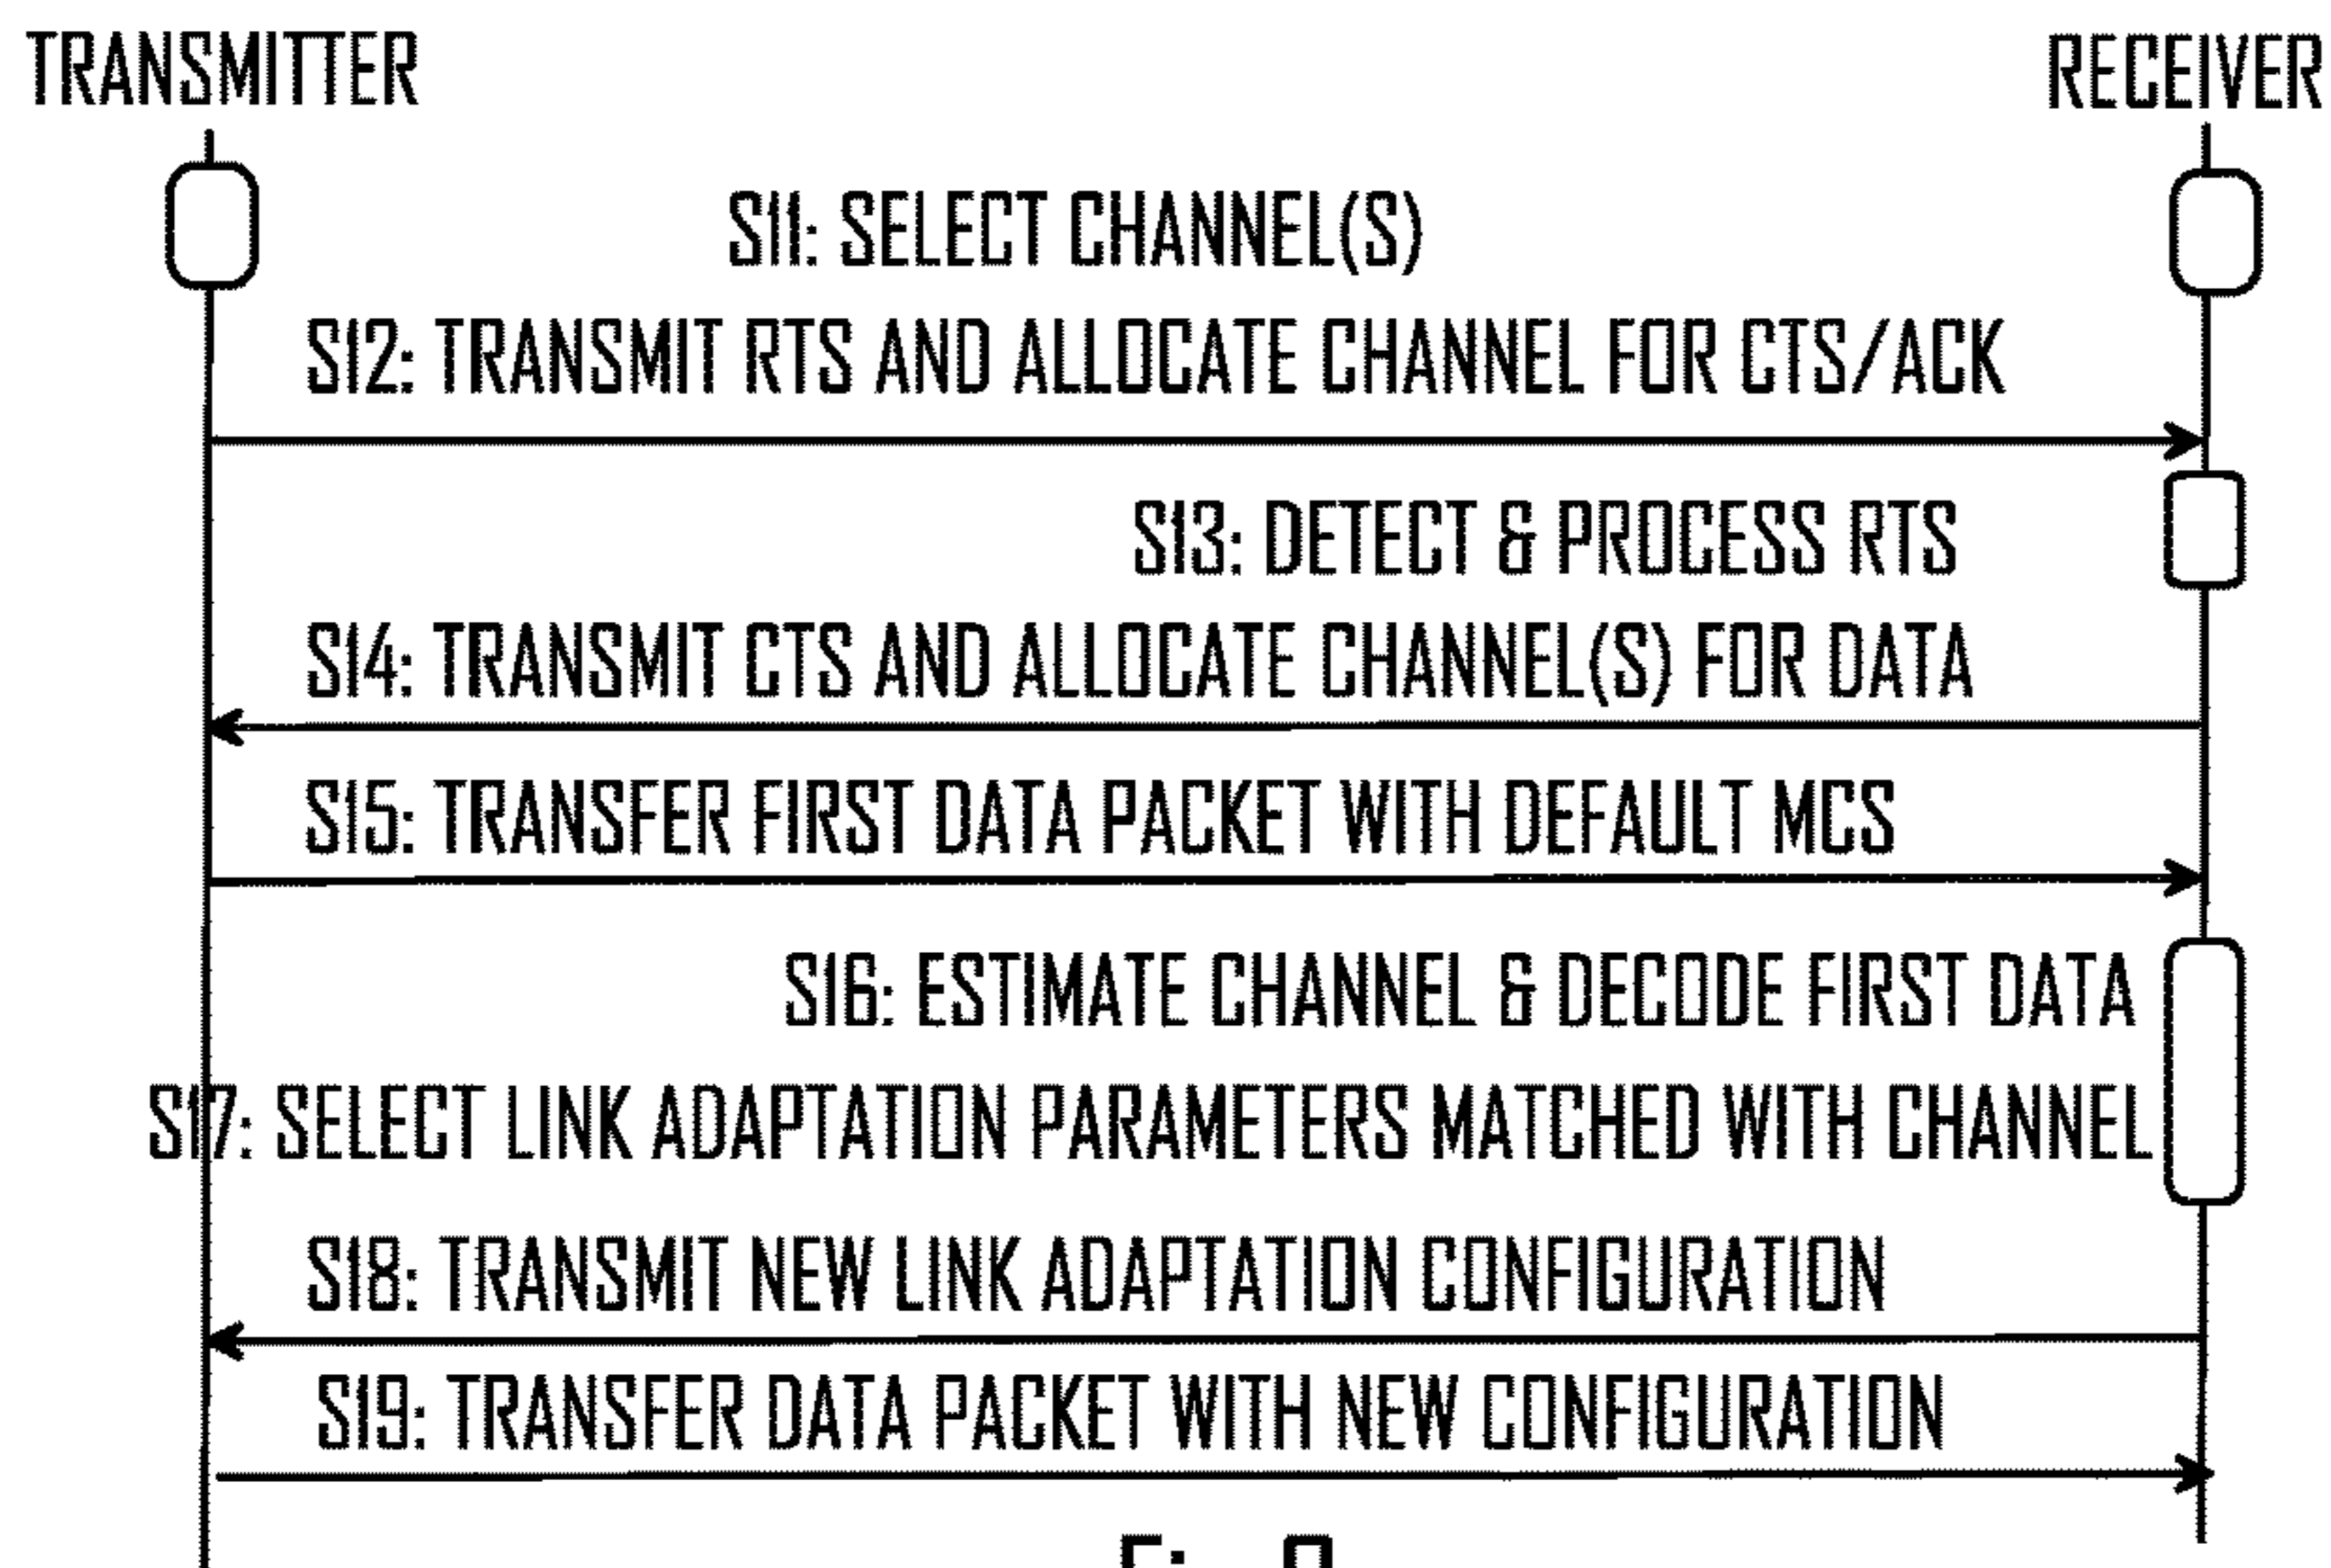 TRANSMITTER
RECEIVER
S11: SELECT CHANNEL(S)
S12: TRANSMIT RTS AND ALLOCATE CHANNEL FOR CTS/ACK
S13: DETECT & PROCESS RTS
S14: TRANSMIT CTS AND ALLOCATE CHANNEL(S) FOR DATA
S15: TRANSFER FIRST DATA PACKET WITH DEFAULT MCS
S16: ESTIMATE CHANNEL & DECODE FIRST DATA
S17: SELECT LINK ADAPTATION PARAMETERS MATCHED WITH CHANNEL
S18: TRANSMIT NEW LINK ADAPTATION CONFIGURATION
S19: TRANSFER DATA PACKET WITH NEW CONFIGURATION